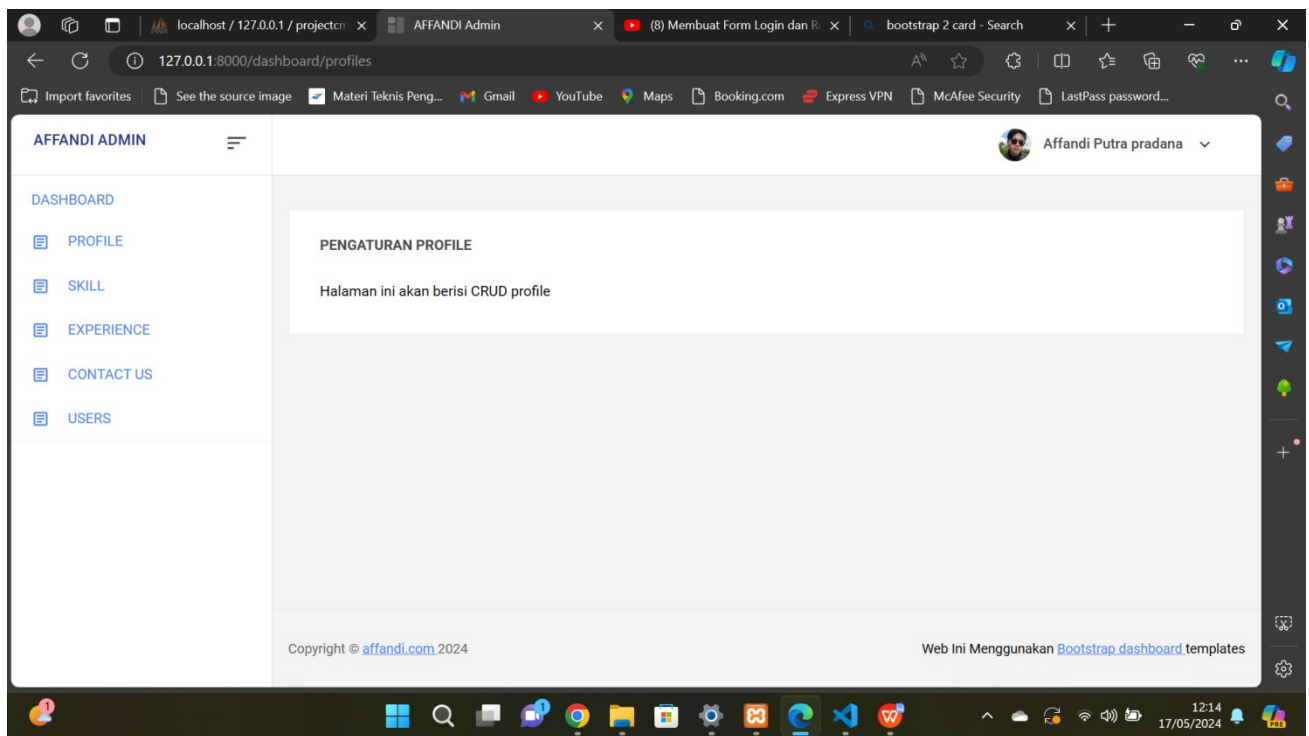 localhost / 127.0.0.1 / projectcm
AFFANDI Admin
(8) Membuat Form Login dan R
bootstrap 2 card - Search
127.0.0.1:8000/dashboard/profiles
Import favorites
See the source image
Materi Teknis Peng...
Gmail
YouTube
Maps
Booking.com
Express VPN
McAfee Security
LastPass password...
AFFANDI ADMIN
Affandi Putra pradana
DASHBOARD
PROFILE
SKILL
EXPERIENCE
CONTACT US
USERS
PENGATURAN PROFILE
Halaman ini akan berisi CRUD profile
Copyright © affandi.com 2024
Web Ini Menggunakan Bootstrap dashboard templates
12:14
17/05/2024